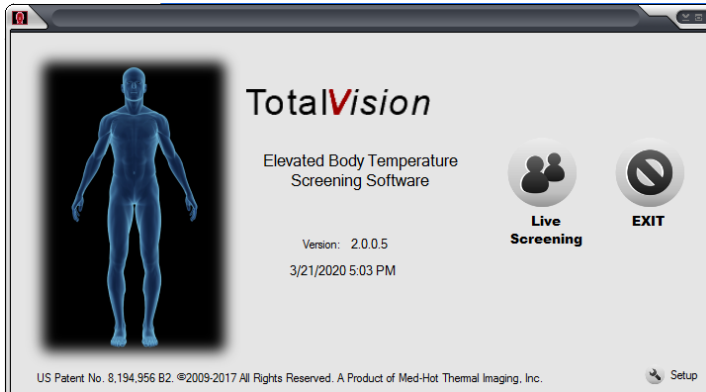 TotalVision
Elevated Body Temperature
Screening Software
Live
Screening
EXIT
Version: 2.0.0.5
3/21/2020 5:03 PM
US Patent No. 8,194,956 B2. ©2009-2017 All Rights Reserved. A Product of Med-Hot Thermal Imaging, Inc.
Setup